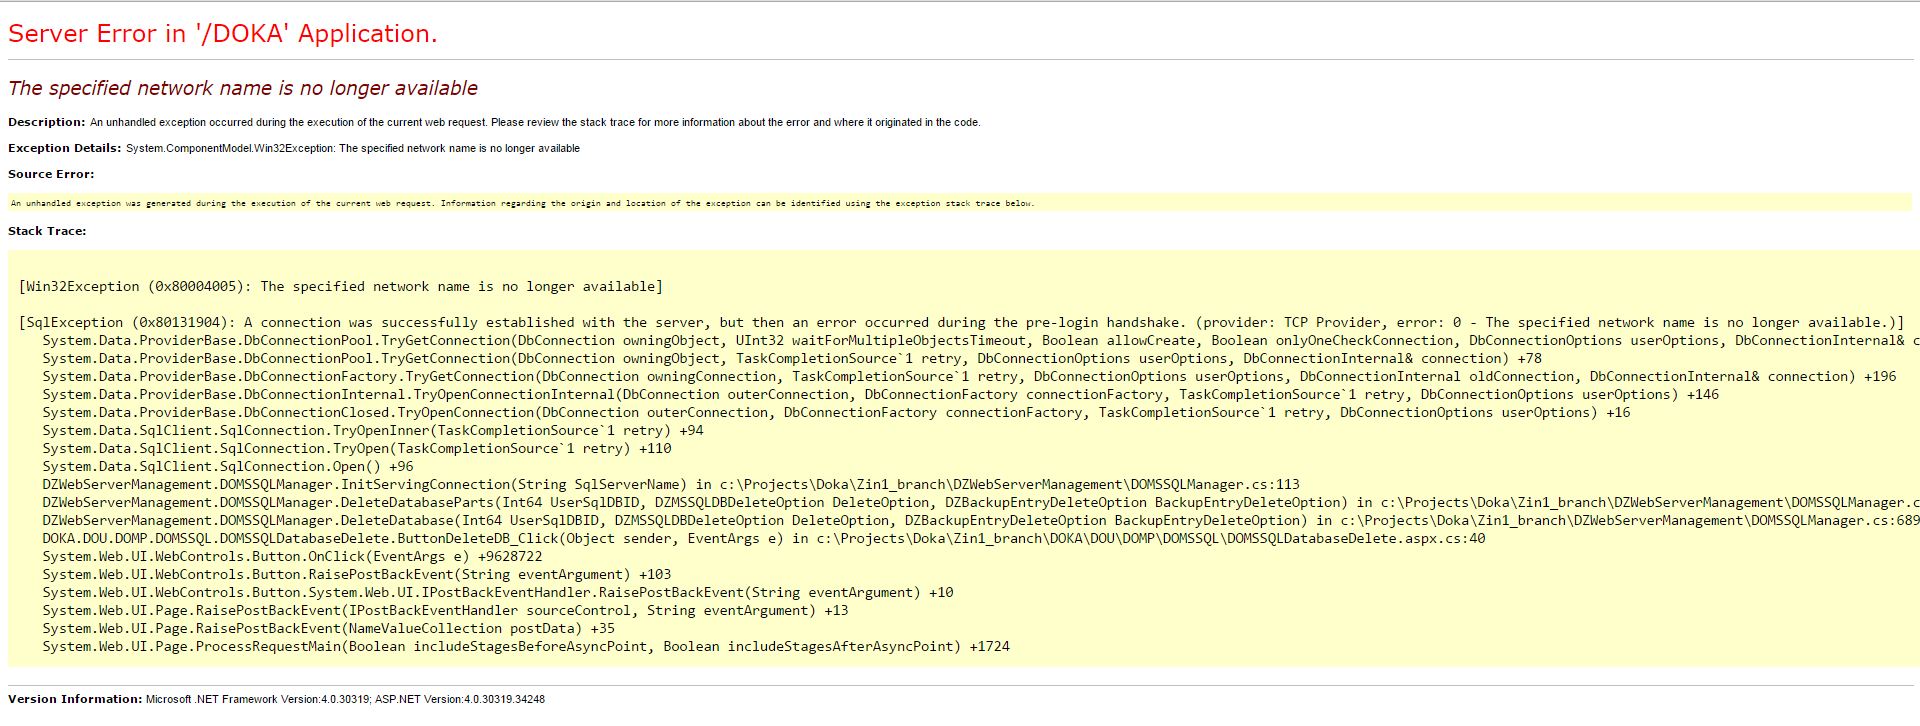 Server Error in '/DOKA' Application.
The specified network name is no longer available
Description: An unhandled exception occurred during the execution of the current web request. Please review the stack trace for more information about the error and where it originated in the code.
Exception Details: System.ComponentModel.Win32Exception: The specified network name is no longer available
Source Error:
An unhandled exception was generated during the execution of the current web request. Information regarding the origin and location of the exception can be identified using the exception stack trace below.
Stack Trace:
[Win32Exception (0x80004005): The specified network name is no longer available]
[SqlException (0x80131904): A connection was successfully established with the server, but then an error occurred during the pre-login handshake. (provider: TCP Provider, error: 0 - The specified network name is no longer available.)]
System.Data.ProviderBase.DbConnectionPool.TryGetConnection(DbConnection owningObject, UInt32 waitForMultipleObjectsTimeout, Boolean allowCreate, Boolean onlyOneCheckConnection, DbConnectionOptions userOptions, DbConnectionInternal& c
System.Data.ProviderBase.DbConnectionPool.TryGetConnection(DbConnection owningObject, TaskCompletionSource`1 retry, DbConnectionOptions userOptions, DbConnectionInternal& connection) +78
System.Data.ProviderBase.DbConnectionFactory.TryGetConnection(DbConnection owningConnection, TaskCompletionSource`1 retry, DbConnectionOptions userOptions, DbConnectionInternal oldConnection, DbConnectionInternal& connection) +196
System.Data.ProviderBase.DbConnectionInternal.TryOpenConnectionInternal(DbConnection outerConnection, DbConnectionFactory connectionFactory, TaskCompletionSource`1 retry, DbConnectionOptions userOptions) +146
System.Data.ProviderBase.DbConnectionClosed.TryOpenConnection(DbConnection outerConnection, DbConnectionFactory connectionFactory, TaskCompletionSource`1 retry, DbConnectionOptions userOptions) +16
System.Data.SqlClient.SqlConnection.TryOpenInner(TaskCompletionSource`1 retry) +94
System.Data.SqlClient.SqlConnection.TryOpen(TaskCompletionSource`1 retry) +110
System.Data.SqlClient.SqlConnection.Open() +96
DZWebServerManagement.DOMSSQLManager.InitServingConnection(String SqlServerName) in c:\Projects\Doka\Zin1_branch\DZWebServerManagement\DOMSSQLManager.cs:113
DZWebServerManagement.DOMSSQLManager.DeleteDatabaseParts(Int64 UserSqlDBID, DZMSSQLDBDeleteOption DeleteOption, DZBackupEntryDeleteOption BackupEntryDeleteOption) in c:\Projects\Doka\Zin1_branch\DZWebServerManagement\DOMSSQLManager.c
DZWebServerManagement.DOMSSQLManager.DeleteDatabase(Int64 UserSqlDBID, DZMSSQLDBDeleteOption DeleteOption, DZBackupEntryDeleteOption BackupEntryDeleteOption) in c:\Projects\Doka\Zin1_branch\DZWebServerManagement\DOMSSQLManager.cs:689
DOKA.DOU.DOMP.DOMSSQL.DOMSSQLDatabaseDelete.ButtonDeleteDB_Click(Object sender, EventArgs e) in c:\Projects\Doka\Zin1_branch\DOKA\DOU\DOMP\DOMSSQL\DOMSSQLDatabaseDelete.aspx.cs:40
System.Web.UI.WebControls.Button.OnClick(EventArgs e) +9628722
System.Web.UI.WebControls.Button.RaisePostBackEvent(String eventArgument) +103
System.Web.UI.WebControls.Button.System.Web.UI.IPostBackEventHandler.RaisePostBackEvent(String eventArgument) +10
System.Web.UI.Page.RaisePostBackEvent(IPostBackEventHandler sourceControl, String eventArgument) +13
System.Web.UI.Page.RaisePostBackEvent(NameValueCollection postData) +35
System.Web.UI.Page.ProcessRequestMain(Boolean includeStagesBeforeAsyncPoint, Boolean includeStagesAfterAsyncPoint) +1724
Version Information: Microsoft .NET Framework Version:4.0.30319; ASP.NET Version:4.0.30319.34248